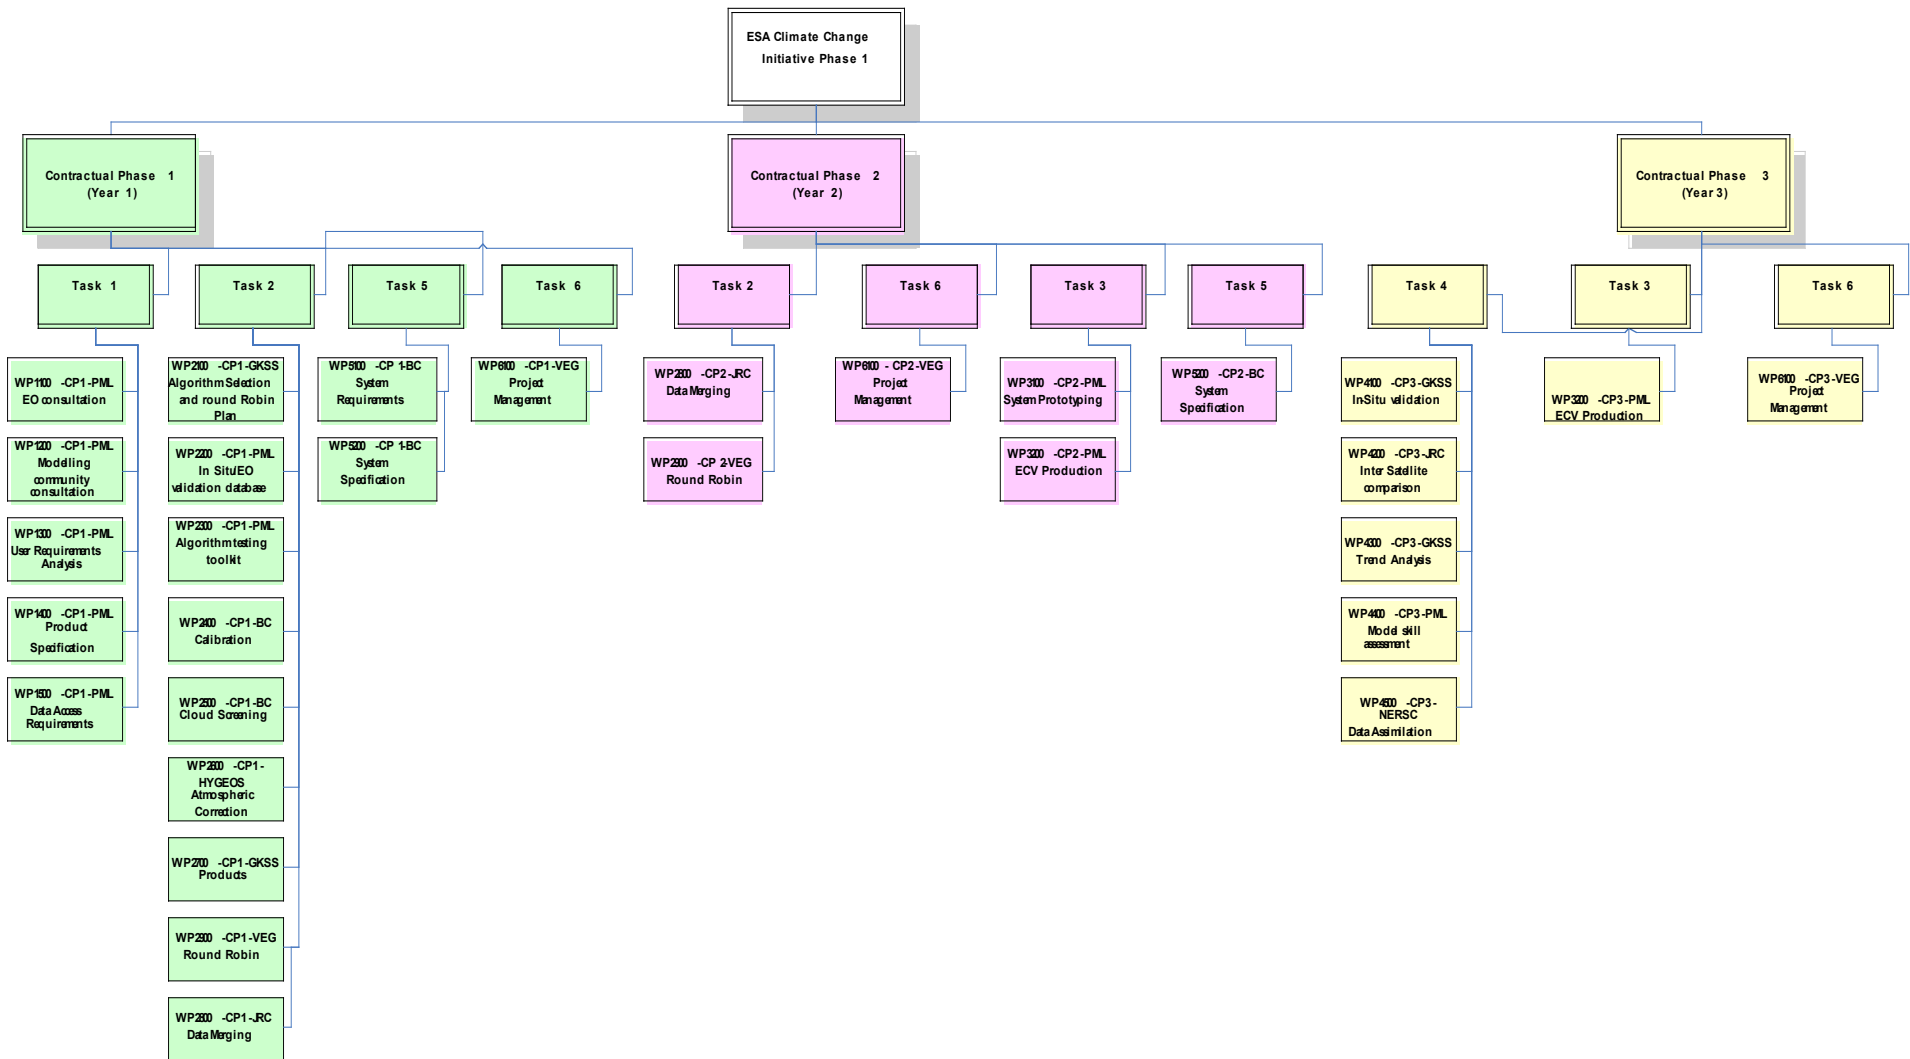 ESA Climate Change
Initiative Phase 1
Contractual Phase 1
(Year 1)
Contractual Phase 2
(Year 2)
Contractual Phase 3
(Year 3)
Task 1
Task 2
Task 5
Task 6
Task 2
Task 6
Task 3
Task 5
Task 4
Task 3
Task 6
WP1100 -CP1-PML
EO consultation
WP1200 -CP1-PML
Modelling
community
consultation
WP1300 -CP1-PML
User Requirements
Analysis
WP1400 -CP1-PML
Product
Specification
WP1500 -CP1-PML
Data Access
Requirements
WP2100 -CP1-GKSS
Algorithm Selection
and round Robin
Plan
WP2200 -CP1-PML
In Situ/EO
validation database
WP2300 -CP1-PML
Algorithm testing
toolkit
WP2400 -CP1-BC
Calibration
WP2500 -CP1-BC
Cloud Screening
WP2600 -CP1-
HYGEOS
Atmospheric
Correction
WP2700 -CP1-GKSS
Products
WP2900 -CP1-VEG
Round Robin
WP2800 -CP1-JRC
Data Merging
WP5100 -CP 1-BC
System
Requirements
WP5200 -CP 1-BC
System
Specification
WP6100 -CP1-VEG
Project
Management
WP2800 -CP2-JRC
Data Merging
WP2900 -CP 2-VEG
Round Robin
WP6100 - CP2-VEG
Project
Management
WP3100 -CP2-PML
System Prototyping
WP3200 -CP2-PML
ECV Production
WP5200 -CP2-BC
System
Specification
WP4100 -CP3-GKSS
In-Situ validation
WP4200 -CP3-JRC
Inter Satellite
comparison
WP4300 -CP3-GKSS
Trend Analysis
WP4400 -CP3-PML
Model skill
assessment
WP4500 -CP3-
NERSC
Data Assimilation
WP3200 -CP3-PML
ECV Production
WP6100 -CP3-VEG
Project
Management